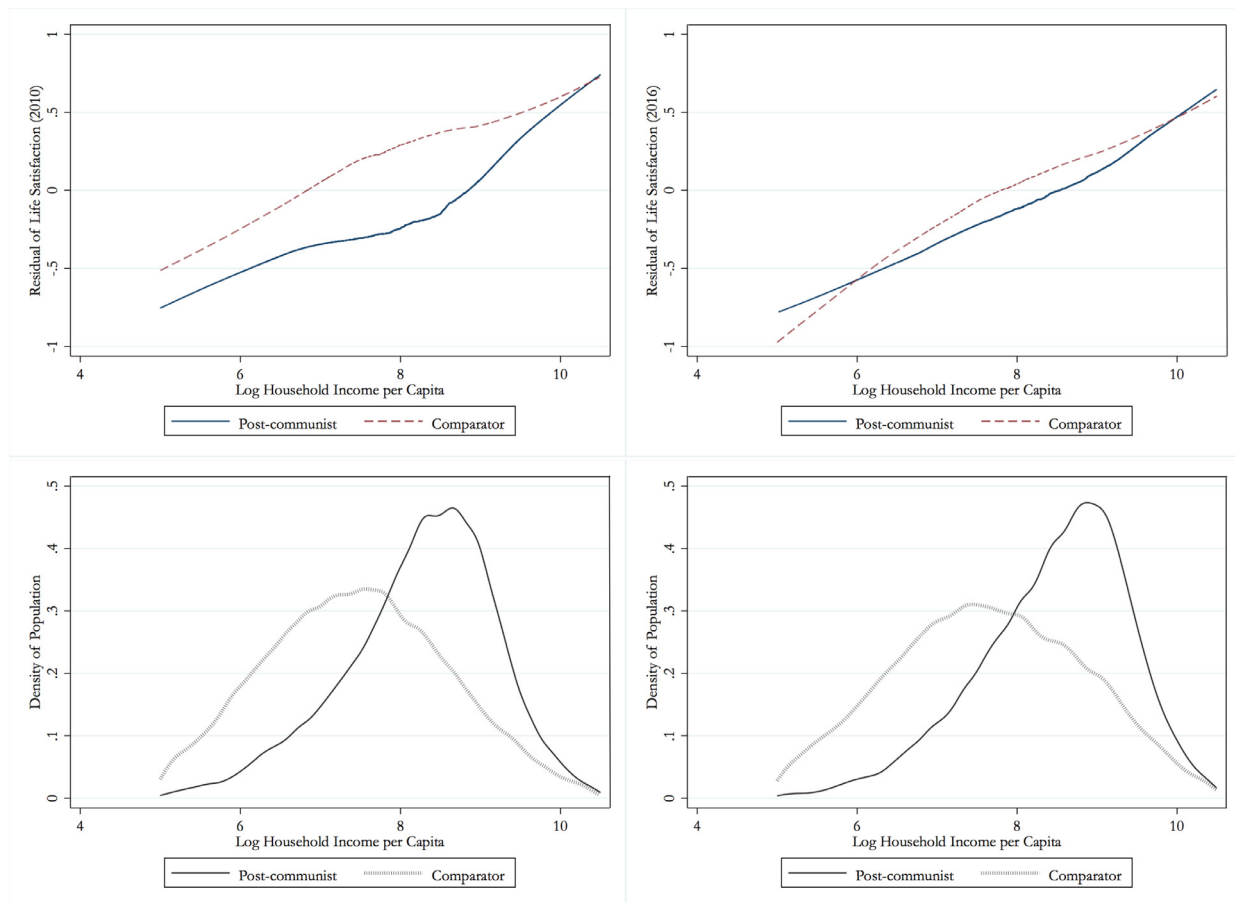 Residual of Life Satisfaction (2010)
1
.5
0
-.5
-1
4 6 8 10
Log Household Income per Capita
Post-communist Comparator
Residual of Life Satisfaction (2016)
1
.5
0
-.5
-1
4 6 8 10
Log Household Income per Capita
Post-communist Comparator
Density of Population
.5
.4
.3
.2
.1
0
4 6 8 10
Log Household Income per Capita
Post-communist Comparator
Density of Population
.5
.4
.3
.2
.1
0
4 6 8 10
Log Household Income per Capita
Post-communist Comparator